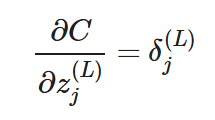 ∂C/∂z_j^(L) = δ_j^(L)